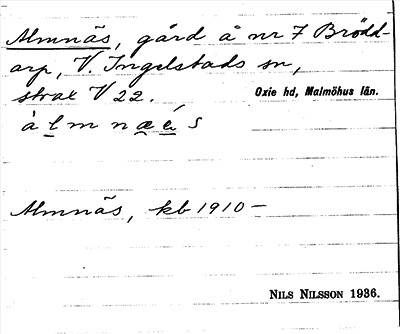 Almnäs, gård å nr 7 Brödd-
arp, V. Ingelstads sn,
strax V 22. Oxie hd, Malmöhus län.
à l m n æ é, s
Almnäs, kb 1910 –
NILS NILSSON 1936.